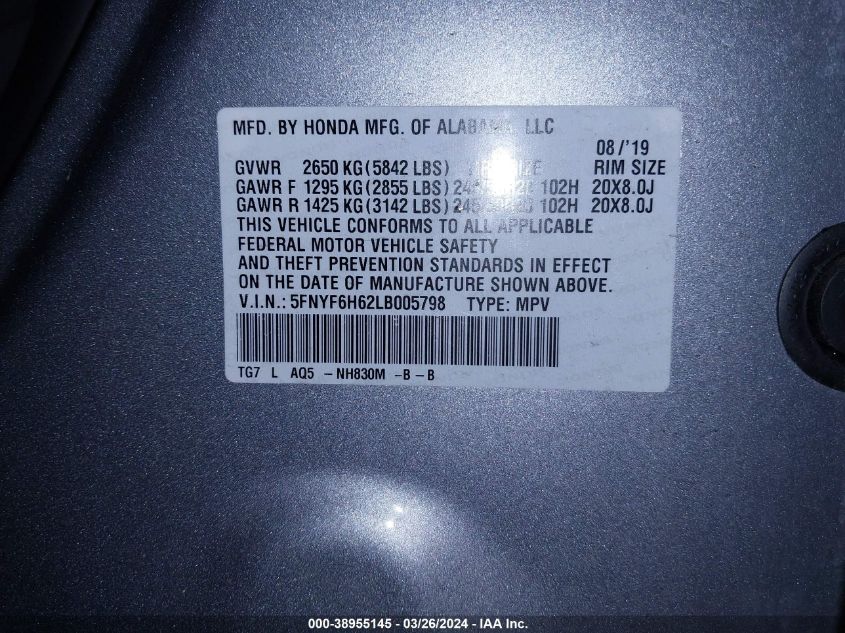 MFD. BY HONDA MFG. OF ALABAMA, LLC
08/'19
GVWR 2650 KG(5842 LBS) RIM SIZE
GAWR F 1295 KG(2855 LBS) 102H 20X8.0J
GAWR R 1425 KG(3142 LBS) 102H 20X8.0J
THIS VEHICLE CONFORMS TO ALL APPLICABLE
FEDERAL MOTOR VEHICLE SAFETY
AND THEFT PREVENTION STANDARDS IN EFFECT
ON THE DATE OF MANUFACTURE SHOWN ABOVE.
V.I.N.: 5FNYF6H62LB005798 TYPE: MPV
TG7 L AQ5 -NH830M -B-B
000-38955145 - 03/26/2024 - IAA Inc.